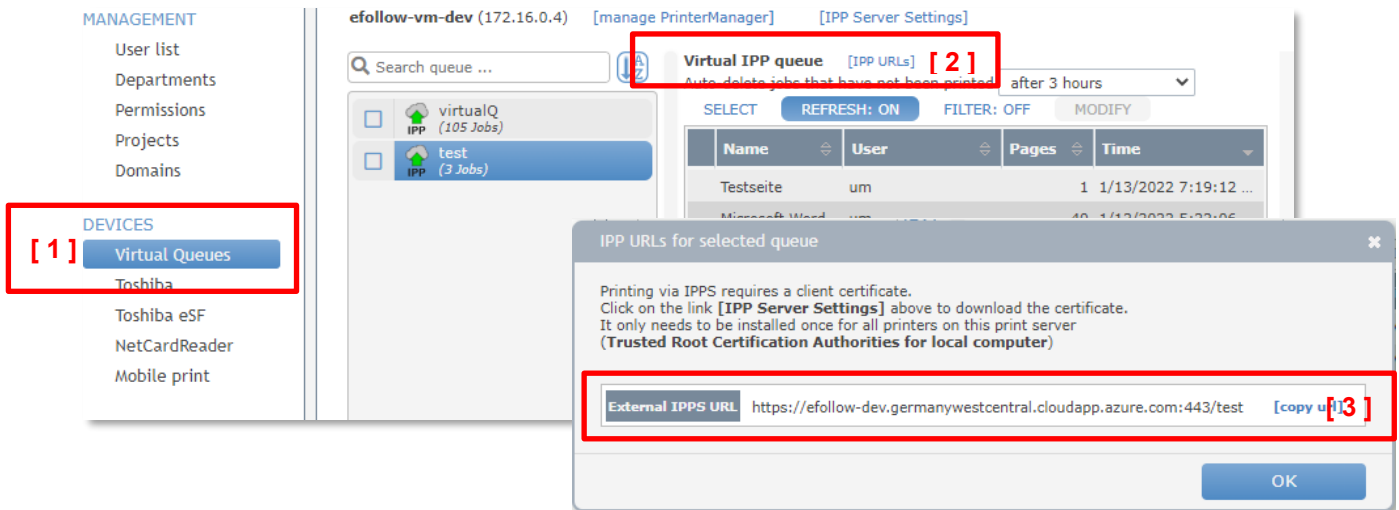 MANAGEMENT
User list
Departments
Permissions
Projects
Domains
DEVICES
[ 1 ]
Virtual Queues
Toshiba
Toshiba eSF
NetCardReader
Mobile print
efollow-vm-dev (172.16.0.4) [manage PrinterManager] [IPP Server Settings]
Search queue ...
A
Z
IPP virtualQ
(105 Jobs)
IPP test
(3 Jobs)
Virtual IPP queue [IPP URLs] [ 2 ]
Auto-delete jobs that have not been printed after 3 hours
SELECT REFRESH: ON FILTER: OFF MODIFY
Name User Pages Time
Testseite um 1 1/13/2022 7:19:12 ...
Microsoft Word um 40
IPP URLs for selected queue
Printing via IPPS requires a client certificate.
Click on the link [IPP Server Settings] above to download the certificate.
It only needs to be installed once for all printers on this print server
(Trusted Root Certification Authorities for local computer)
External IPPS URL https://efollow-dev.germanywestcentral.cloudapp.azure.com:443/test [copy url] [ 3 ]
OK